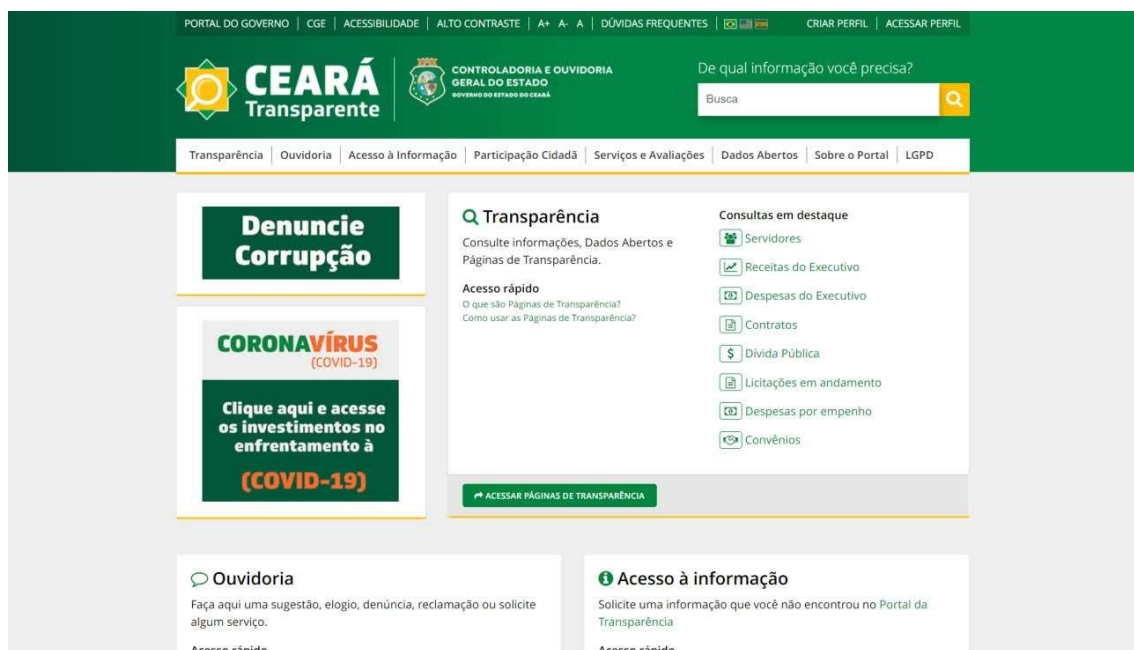 PORTAL DO GOVERNO | CGE | ACESSIBILIDADE | ALTO CONTRASTE | A+ A- A | DÚVIDAS FREQUENTES | CRIAR PERFIL | ACESSAR PERFIL
CEARÁ
Transparente
CONTROLADORIA E OUVIDORIA
GERAL DO ESTADO
GOVERNO DO ESTADO DO CEARÁ
De qual informação você precisa?
Busca
Transparência | Ouvidoria | Acesso à Informação | Participação Cidadã | Serviços e Avaliações | Dados Abertos | Sobre o Portal | LGPD
Denuncie
Corrupção
CORONAVÍRUS
(COVID-19)
Clique aqui e acesse
os investimentos no
enfrentamento à
(COVID-19)
Transparência
Consulte informações, Dados Abertos e
Páginas de Transparência.
Acesso rápido
O que são Páginas de Transparência?
Como usar as Páginas de Transparência?
Consultas em destaque
Servidores
Receitas do Executivo
Despesas do Executivo
Contratos
Dívida Pública
Licitações em andamento
Despesas por empenho
Convênios
ACESSAR PÁGINAS DE TRANSPARÊNCIA
Ouvidoria
Faça aqui uma sugestão, elogio, denúncia, reclamação ou solicite
algum serviço.
Acesso rápido
Acesso à informação
Solicite uma informação que você não encontrou no Portal da
Transparência
Acesso rápido